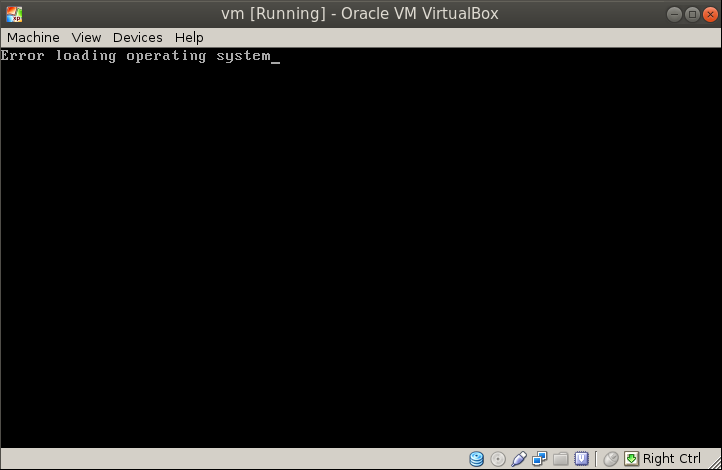 vm [Running] - Oracle VM VirtualBox
Machine View Devices Help
Error loading operating system_
Right Ctrl